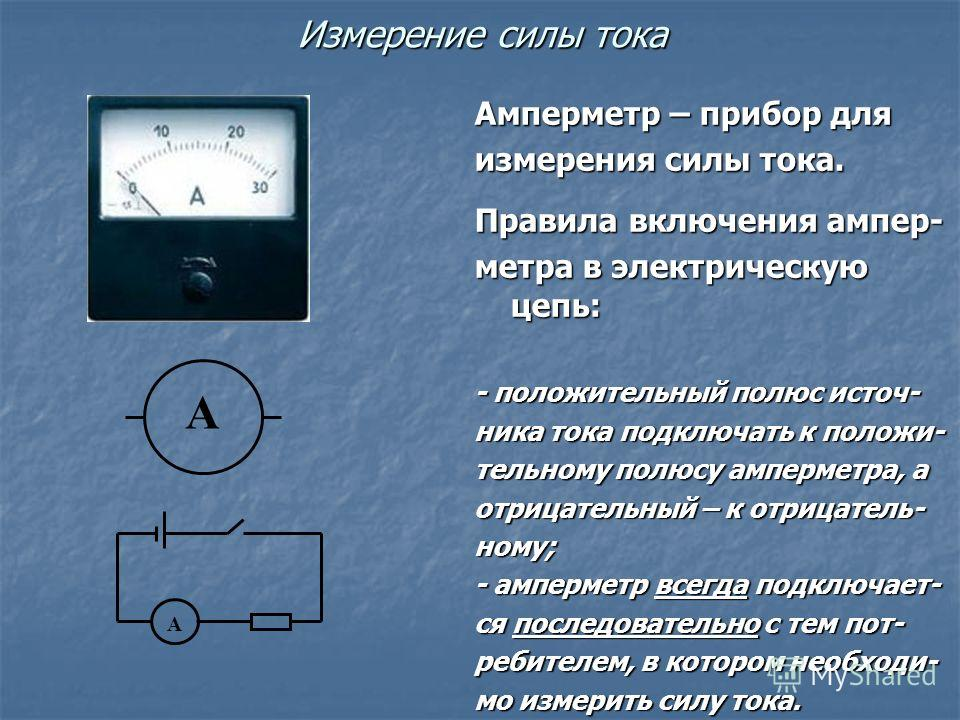 Измерение силы тока
10 20
0 30
A
A
A
Амперметр – прибор для
измерения силы тока.
Правила включения ампер-
метра в электрическую
цепь:
- положительный полюс источ-
ника тока подключать к положи-
тельному полюсу амперметра, а
отрицательный – к отрицатель-
ному;
- амперметр всегда подключает-
ся последовательно с тем пот-
ребителем, в котором необходи-
мо измерить силу тока.
MyShared